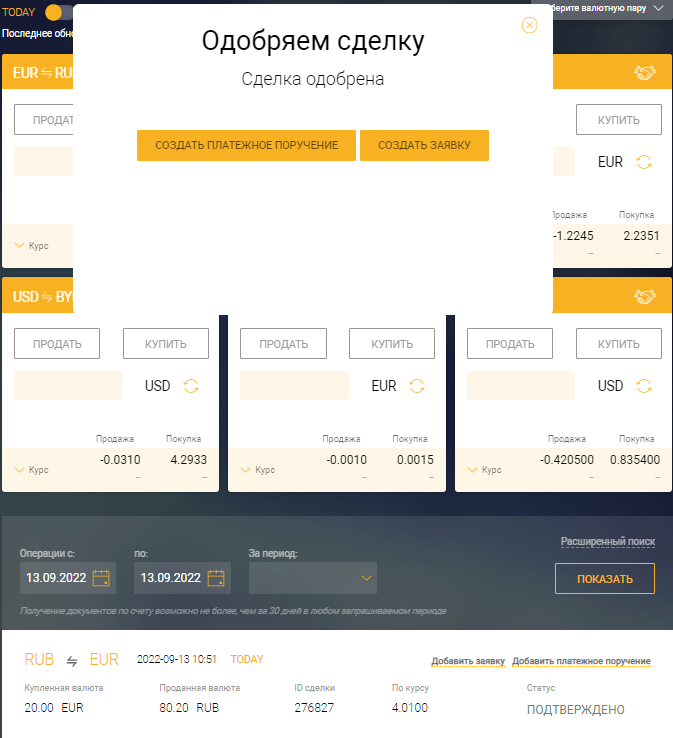 TODAY
Одобряем сделку
берите валютную пару
Последнее обно
Сделка одобрена
EUR RU
СОЗДАТЬ ПЛАТЕЖНОЕ ПОРУЧЕНИЕ СОЗДАТЬ ЗАЯВКУ
ПРОДАТ
КУПИТЬ
EUR
Продажа Покупка
Курс
-1.2245 2.2351
–
USD BY
ПРОДАТЬ КУПИТЬ ПРОДАТЬ КУПИТЬ ПРОДАТЬ КУПИТЬ
USD EUR USD
Продажа Покупка Продажа Покупка Продажа Покупка
Курс -0.0310 4.2933 Курс -0.0010 0.0015 Курс -0.420500 0.835400
– – – – – –
Расширенный поиск
Операции с: по: За период:
13.09.2022 13.09.2022 ПОКАЗАТЬ
Получение документов по счету возможно не более, чем за 30 дней в любом запрашиваемом периоде
RUB EUR 2022-09-13 10:51 TODAY Добавить заявку Добавить платежное поручение
Купленная валюта Проданная валюта ID сделки По курсу Статус
20.00 EUR 80.20 RUB 276827 4.0100 ПОДТВЕРЖДЕНО